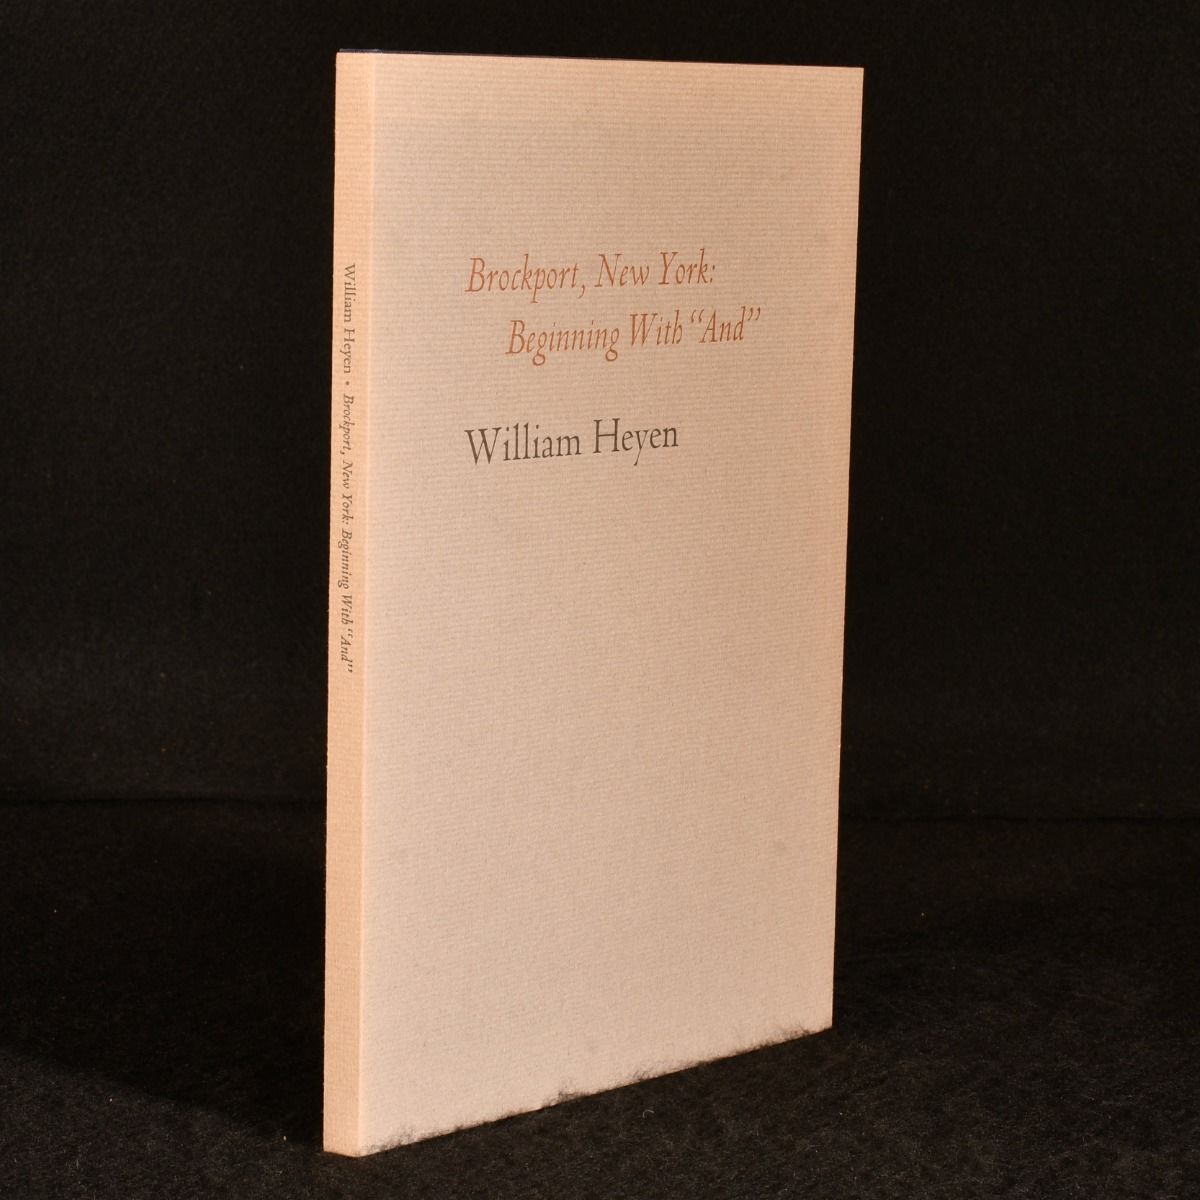 Brockport, New York:
Beginning With “And”
William Heyen
William Heyen • Brockport, New York: Beginning With “And”